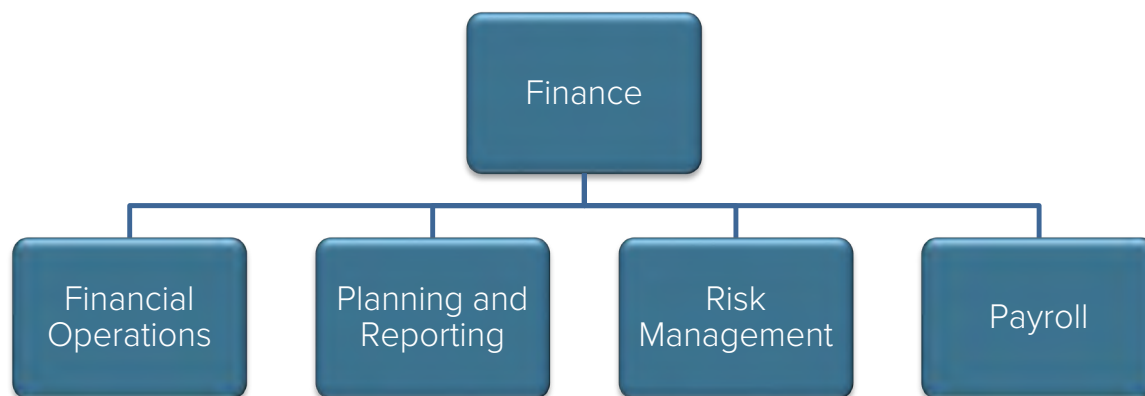 Finance
Financial
Operations
Planning and
Reporting
Risk
Management
Payroll